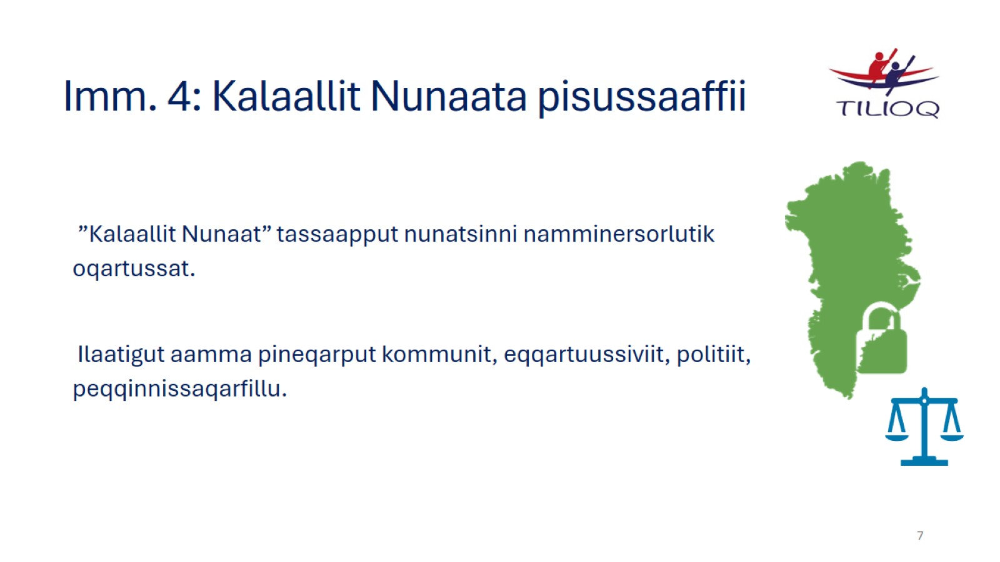 Imm. 4: Kalaallit Nunaata pisussaaffii
TILIOQ
”Kalaallit Nunaat” tassaapput nunatsinni namminersorlutik
oqartussat.
Ilaatigut aamma pineqarput kommunit, eqqartuussiviit, politiit,
peqqinnissaqarfillu.
7